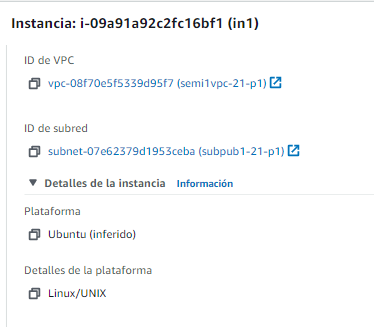 Instancia: i-09a91a92c2fc16bf1 (in1)
ID de VPC
vpc-08f70e5f5339d95f7 (semi1vpc-21-p1)
ID de subred
subnet-07e62379d1953ceba (subpub1-21-p1)
Detalles de la instancia Información
Plataforma
Ubuntu (inferido)
Detalles de la plataforma
Linux/UNIX